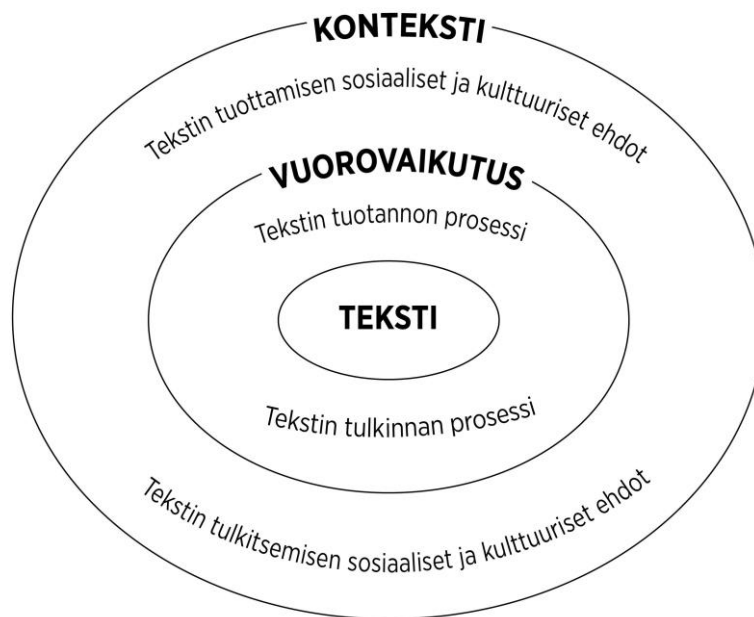 KONTEKSTI
Tekstin tuottamisen sosiaaliset ja kulttuuriset ehdot
VUOROVAIKUTUS
Tekstin tuotannon prosessi
TEKSTI
Tekstin tulkinnan prosessi
Tekstin tulkitsemisen sosiaaliset ja kulttuuriset ehdot